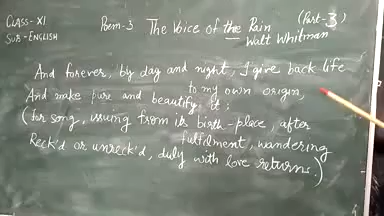 CLASS-XI Poem-3 The Voice of the Rain (Part-3)
SUB-ENGLISH Walt Whitman
And forever, by day and night, I give back life
to my own origin,
And make pure and beautify it;
(for song, issuing from its birth-place, after
fulfilment, wandering
Reck'd or unreck'd, duly with love returns.)